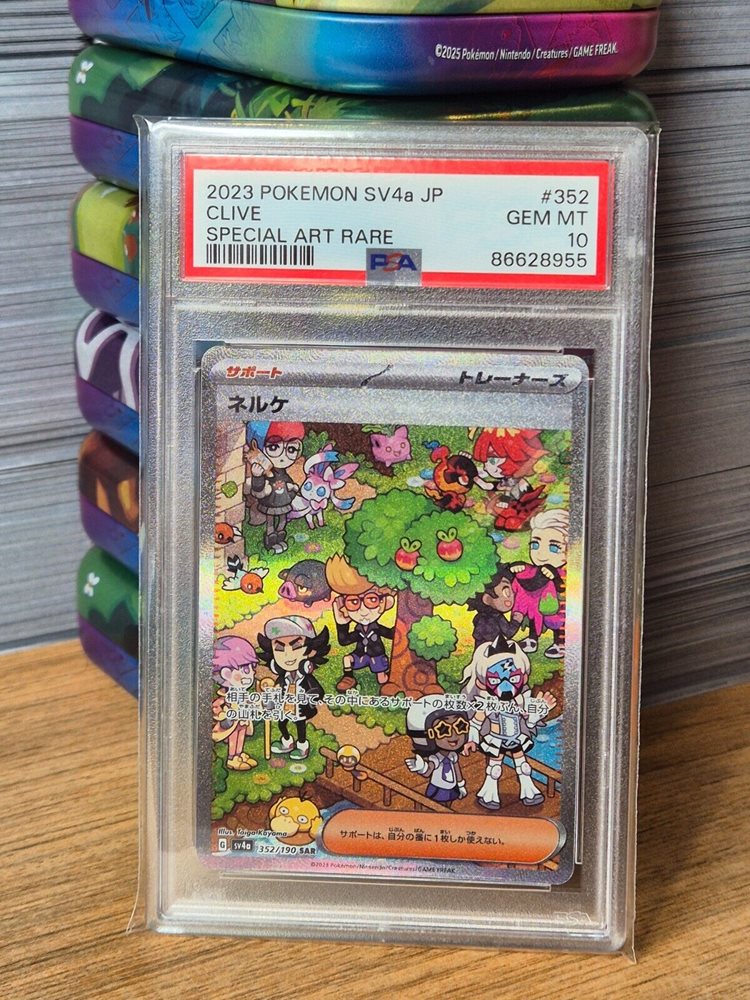 ©2025 Pokémon / Nintendo / Creatures / GAME FREAK.
2023 POKEMON SV4a JP #352
CLIVE GEM MT
SPECIAL ART RARE 10
PSA 86628955
サポート トレーナーズ
ネルケ
相手の手札を見て、その中にあるサポートの枚数×2枚ぶん、自分
の山札を引く。
Illus. Taiga Kayama
サポートは、自分の番に1枚しか使えない。
G sv4a 352/190 SAR
©2023 Pokémon/Nintendo/Creatures/GAME FREAK